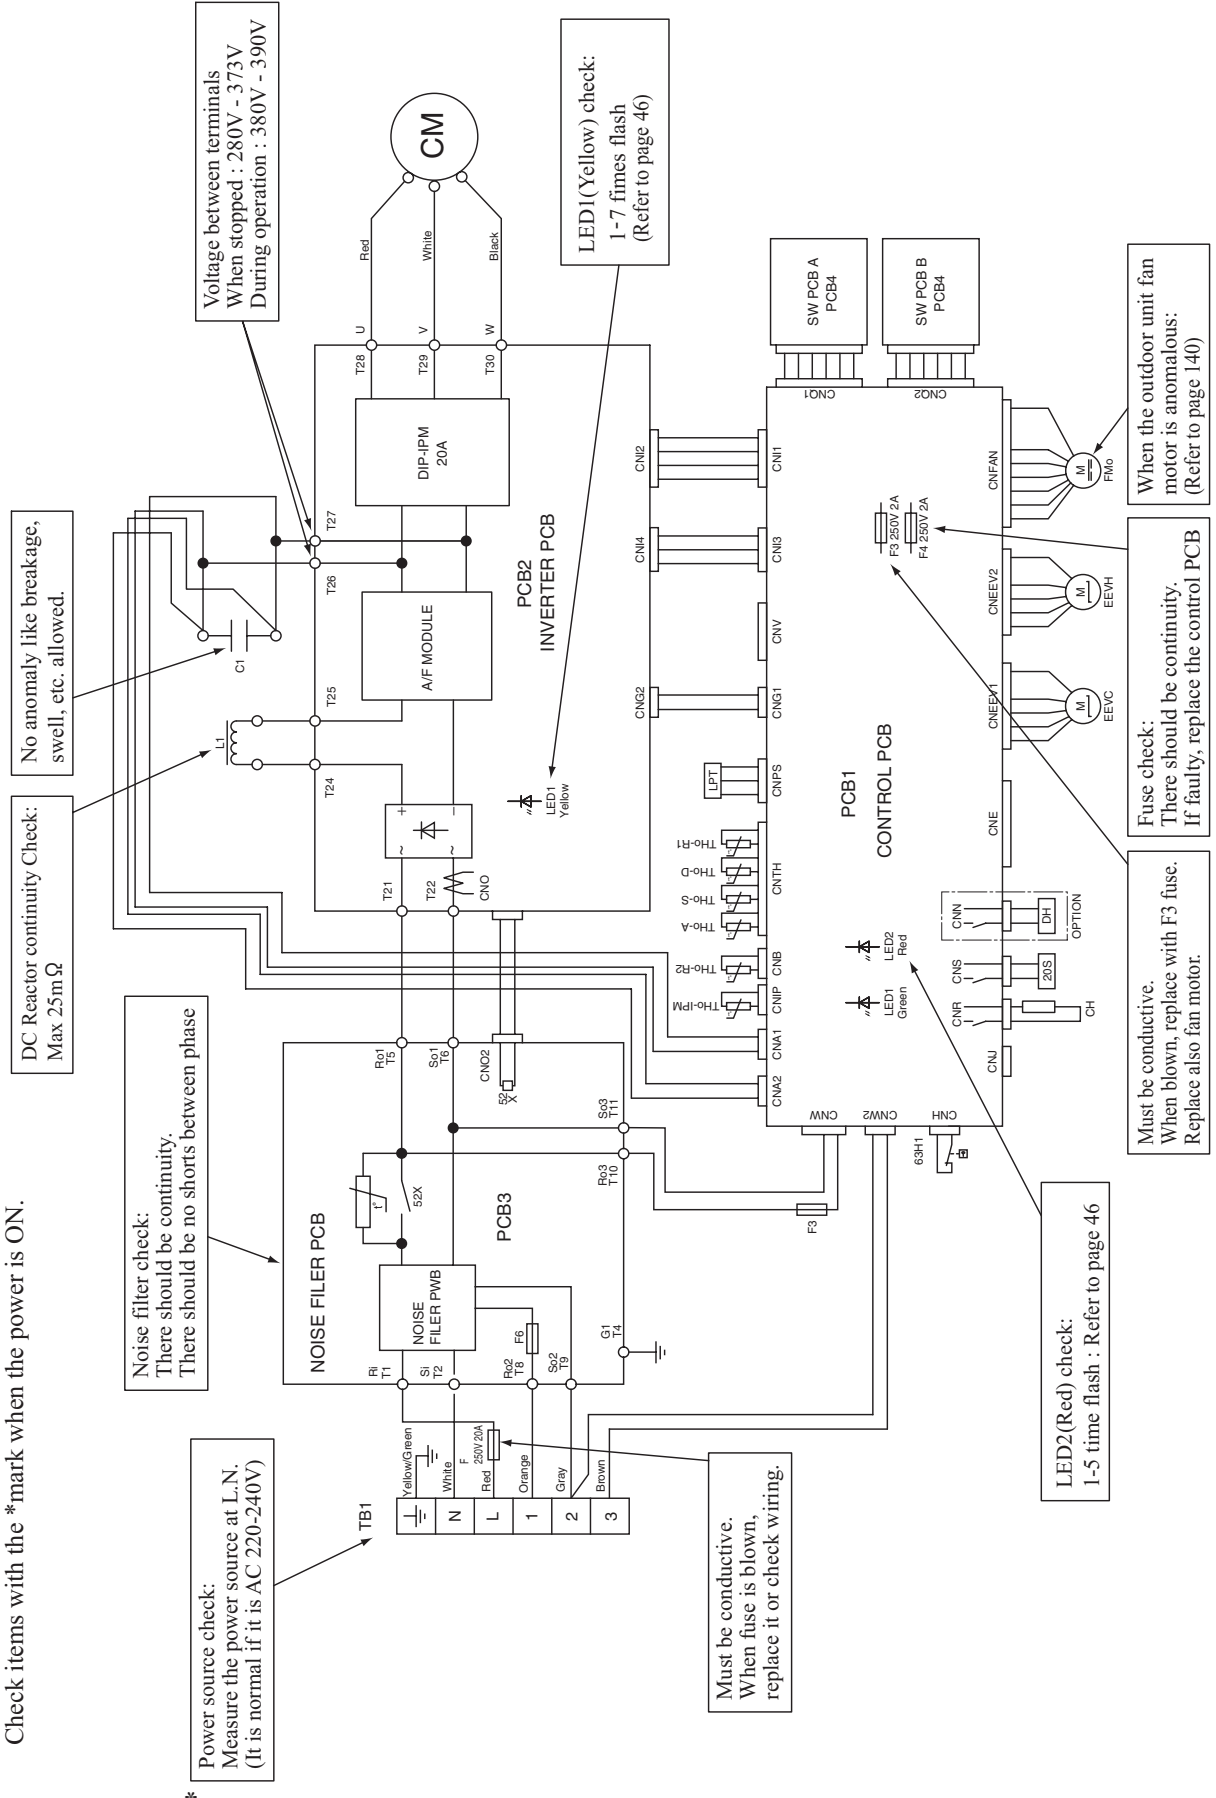 Check items with the *mark when the power is ON.
*
Power source check:
Measure the power source at L.N.
(It is normal if it is AC 220-240V)
Noise filter check:
There should be continuity.
There should be no shorts between phase
DC Reactor continuity Check:
Max 25mΩ
No anomaly like breakage,
swell, etc. allowed.
Voltage between terminals
When stopped : 280V - 373V
During operation : 380V - 390V
LED1(Yellow) check:
1-7 fimes flash
(Refer to page 46)
TB1
N
L
1
2
3
Yellow/Green
White
F
250V 20A
Red
Orange
Gray
Brown
Must be conductive.
When fuse is blown,
replace it or check wiring.
NOISE FILER PCB
PCB3
NOISE
FILER PWB
Ri
T1
Si
T2
Ro2
T8
F6
So2
T9
G1
T4
t°
52X
Ro1
T5
So1
T6
CNO2
52
X
Ro3
T10
So3
T11
F3
L1
C1
T21
T22
CNO
T24
T25
T26
T27
T28
T29
T30
+
−
~
~
LED1
Yellow
A/F MODULE
DIP-IPM
20A
PCB2
INVERTER PCB
U
V
W
Red
White
Black
CM
CNG2
CNI4
CNI2
CNA2
CNA1
CNIP
CNB
CNTH
CNPS
CNG1
CNV
CNI3
CNI1
THo-IPM
THo-R2
THo-A
THo-S
THo-D
THo-R1
LPT
PCB1
CONTROL PCB
LED1
Green
LED2
Red
F3 250V 2A
F4 250V 2A
CNW
CNW2
CNH
63H1
CNJ
CNR
CNS
CNN
CH
20S
DH
OPTION
CNE
CNEEV1
CNEEV2
CNFAN
M
EEVC
M
EEVH
M
FMo
CNQ1
CNQ2
SW PCB A
PCB4
SW PCB B
PCB4
LED2(Red) check:
1-5 time flash : Refer to page 46
Must be conductive.
When blown, replace with F3 fuse.
Replace also fan motor.
Fuse check:
There should be continuity.
If faulty, replace the control PCB
When the outdoor unit fan
motor is anomalous:
(Refer to page 140)